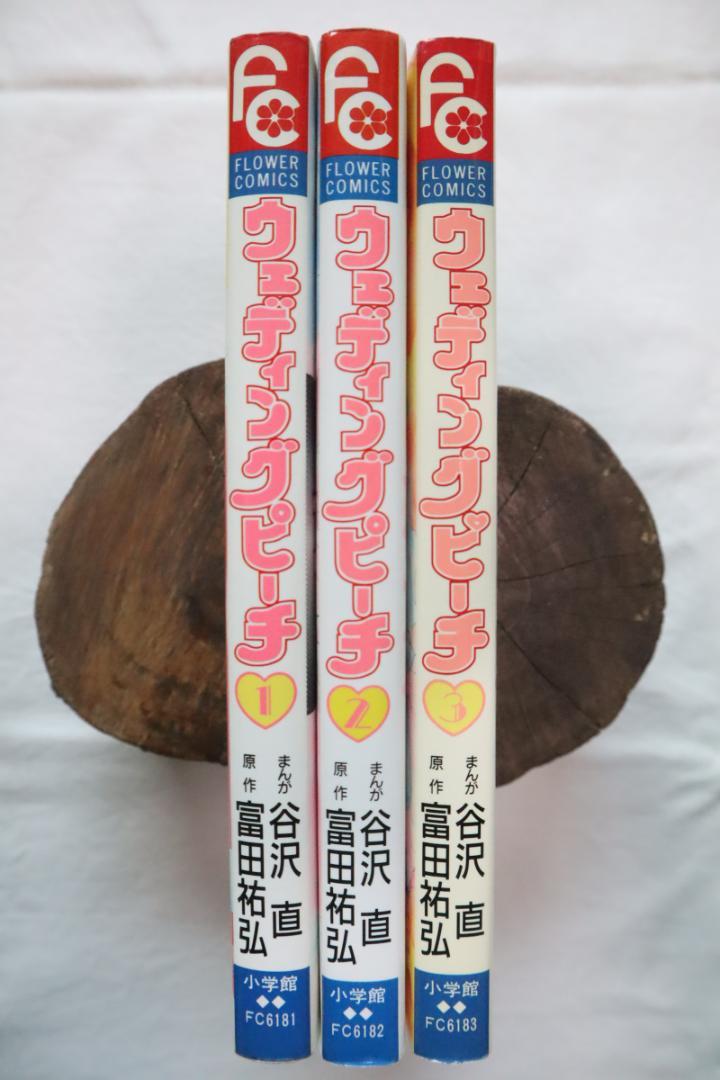 FC
FLOWER
COMICS
ウェディングピーチ
1
まんが 谷沢 直
原作 富田祐弘
小学館
FC6181
FC
FLOWER
COMICS
ウェディングピーチ
2
まんが 谷沢 直
原作 富田祐弘
小学館
FC6182
FC
FLOWER
COMICS
ウェディングピーチ
3
まんが 谷沢 直
原作 富田祐弘
小学館
FC6183